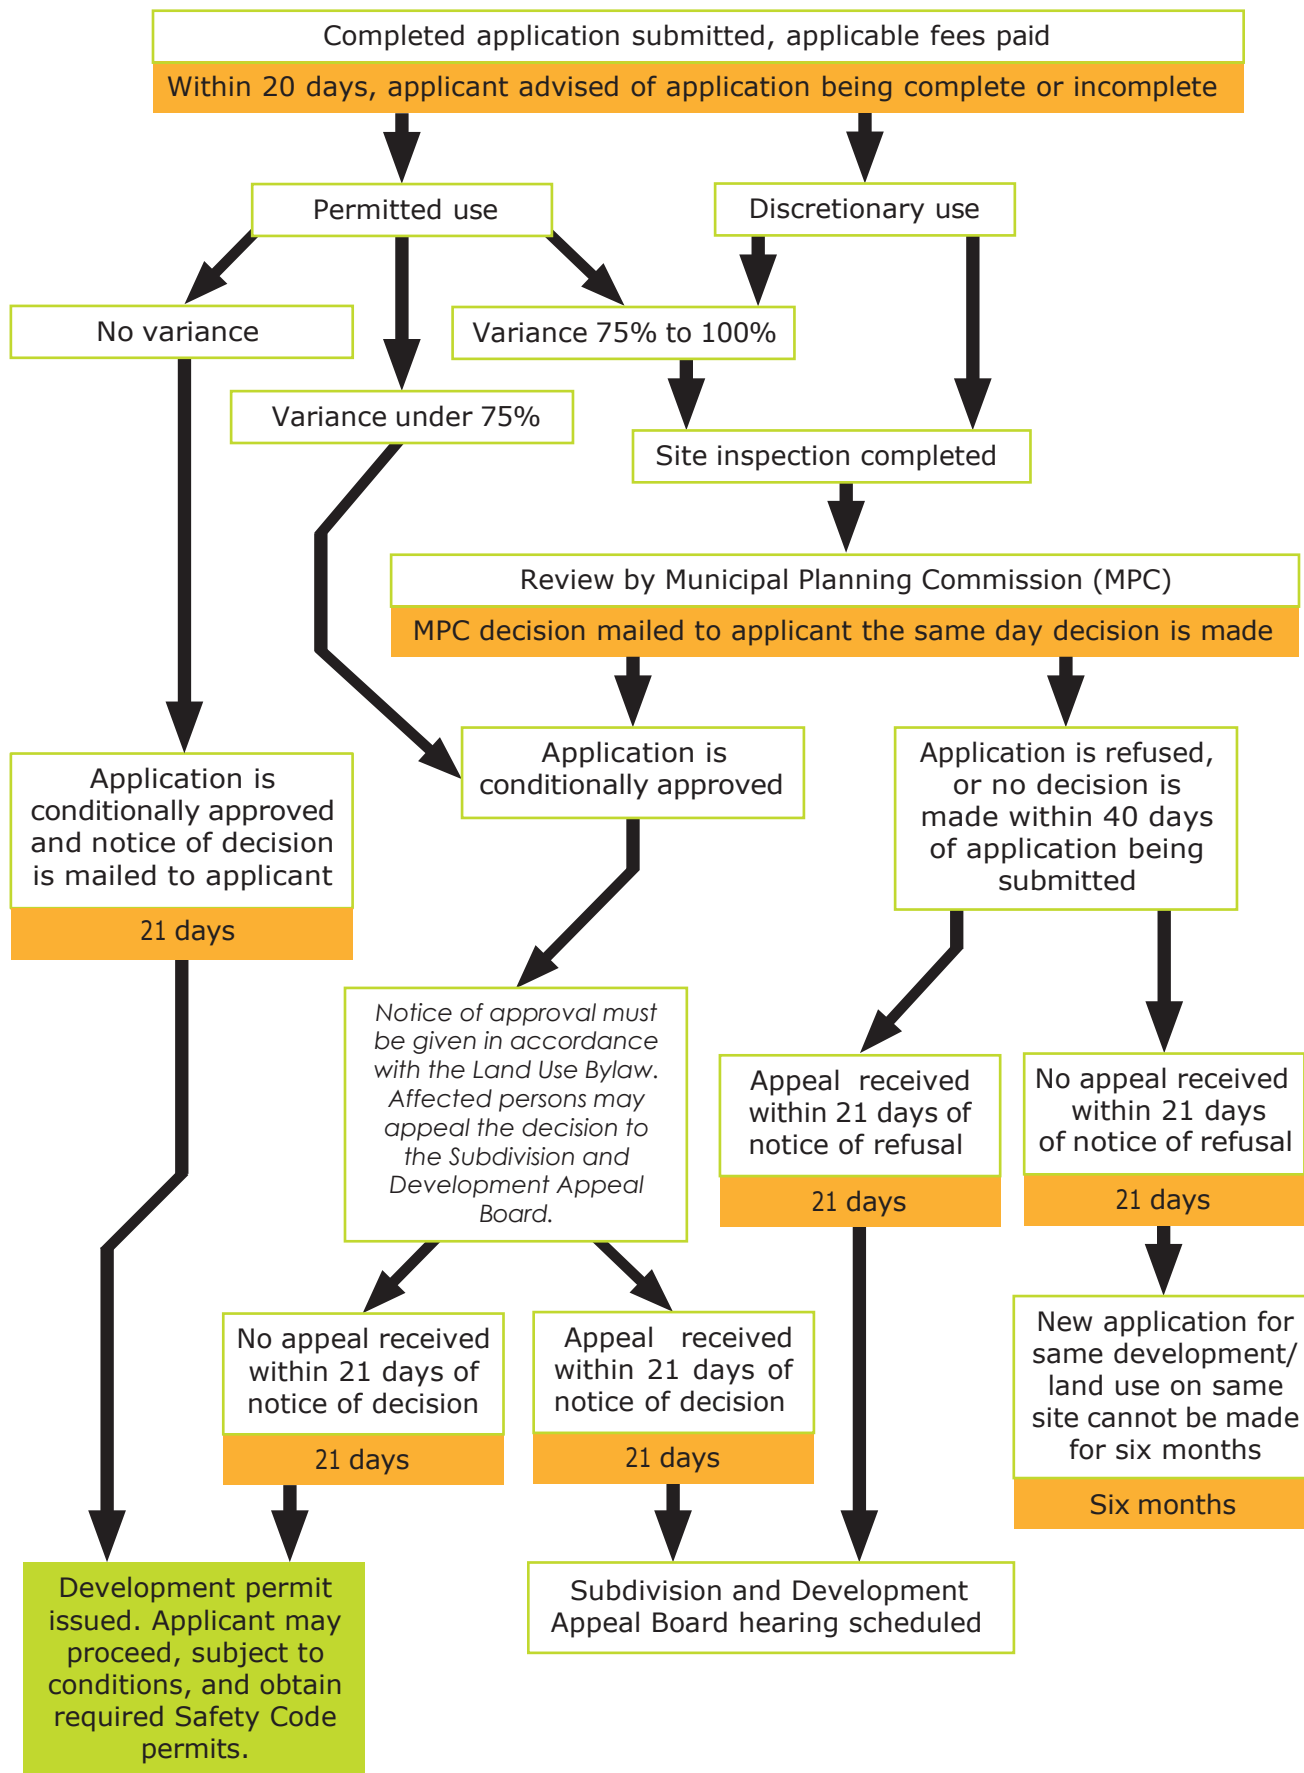 Completed application submitted, applicable fees paid
Within 20 days, applicant advised of application being complete or incomplete
Permitted use
Discretionary use
No variance
Variance 75% to 100%
Variance under 75%
Site inspection completed
Review by Municipal Planning Commission (MPC)
MPC decision mailed to applicant the same day decision is made
Application is
conditionally approved
and notice of decision
is mailed to applicant
21 days
Application is
conditionally approved
Application is refused,
or no decision is
made within 40 days
of application being
submitted
Notice of approval must
be given in accordance
with the Land Use Bylaw.
Affected persons may
appeal the decision to
the Subdivision and
Development Appeal
Board.
Appeal received
within 21 days of
notice of refusal
21 days
No appeal received
within 21 days
of notice of refusal
21 days
No appeal received
within 21 days of
notice of decision
21 days
Appeal received
within 21 days of
notice of decision
21 days
New application for
same development/
land use on same
site cannot be made
for six months
Six months
Development permit
issued. Applicant may
proceed, subject to
conditions, and obtain
required Safety Code
permits.
Subdivision and Development
Appeal Board hearing scheduled